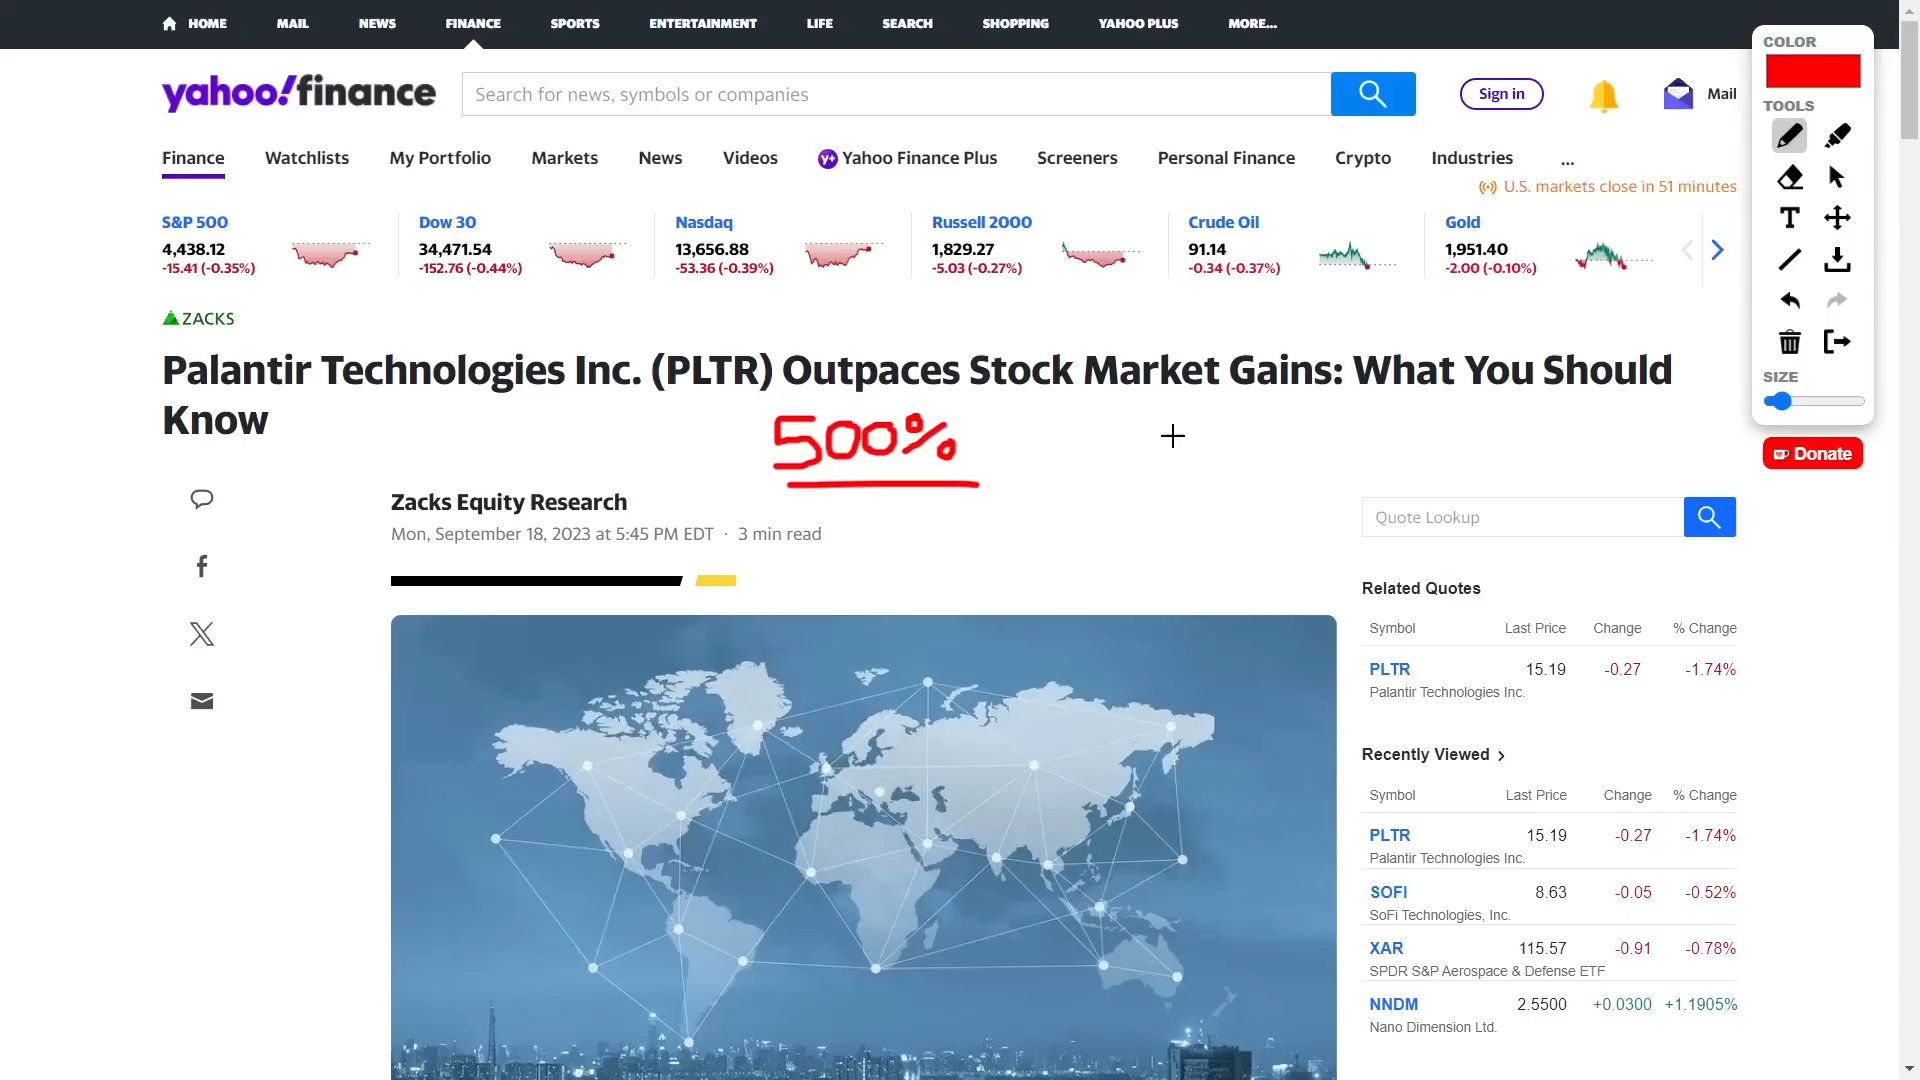 HOME MAIL NEWS FINANCE SPORTS ENTERTAINMENT LIFE SEARCH SHOPPING YAHOO PLUS MORE...
COLOR
yahoo!finance Search for news, symbols or companies Sign in Mail
TOOLS
Finance Watchlists My Portfolio Markets News Videos y+ Yahoo Finance Plus Screeners Personal Finance Crypto Industries ...
U.S. markets close in 51 minutes
S&P 500 Dow 30 Nasdaq Russell 2000 Crude Oil Gold
4,438.12 34,471.54 13,656.88 1,829.27 91.14 1,951.40
-15.41 (-0.35%) -152.76 (-0.44%) -53.36 (-0.39%) -5.03 (-0.27%) -0.34 (-0.37%) -2.00 (-0.10%)
T
ZACKS
Palantir Technologies Inc. (PLTR) Outpaces Stock Market Gains: What You Should
Know
SIZE
500%
Donate
Zacks Equity Research
Mon, September 18, 2023 at 5:45 PM EDT · 3 min read
Quote Lookup
Related Quotes
Symbol Last Price Change % Change
PLTR 15.19 -0.27 -1.74%
Palantir Technologies Inc.
Recently Viewed
Symbol Last Price Change % Change
PLTR 15.19 -0.27 -1.74%
Palantir Technologies Inc.
SOFI 8.63 -0.05 -0.52%
SoFi Technologies, Inc.
XAR 115.57 -0.91 -0.78%
SPDR S&P Aerospace & Defense ETF
NNDM 2.5500 +0.0300 +1.1905%
Nano Dimension Ltd.